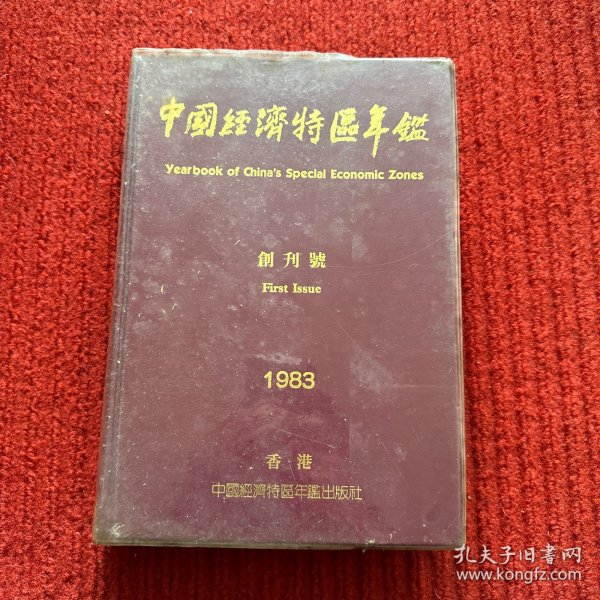 中國經濟特區年鑑
Yearbook of China's Special Economic Zones
創刊號
First Issue
1983
香港
中國經濟特區年鑑出版社
孔夫子旧书网
www.kongfz.com